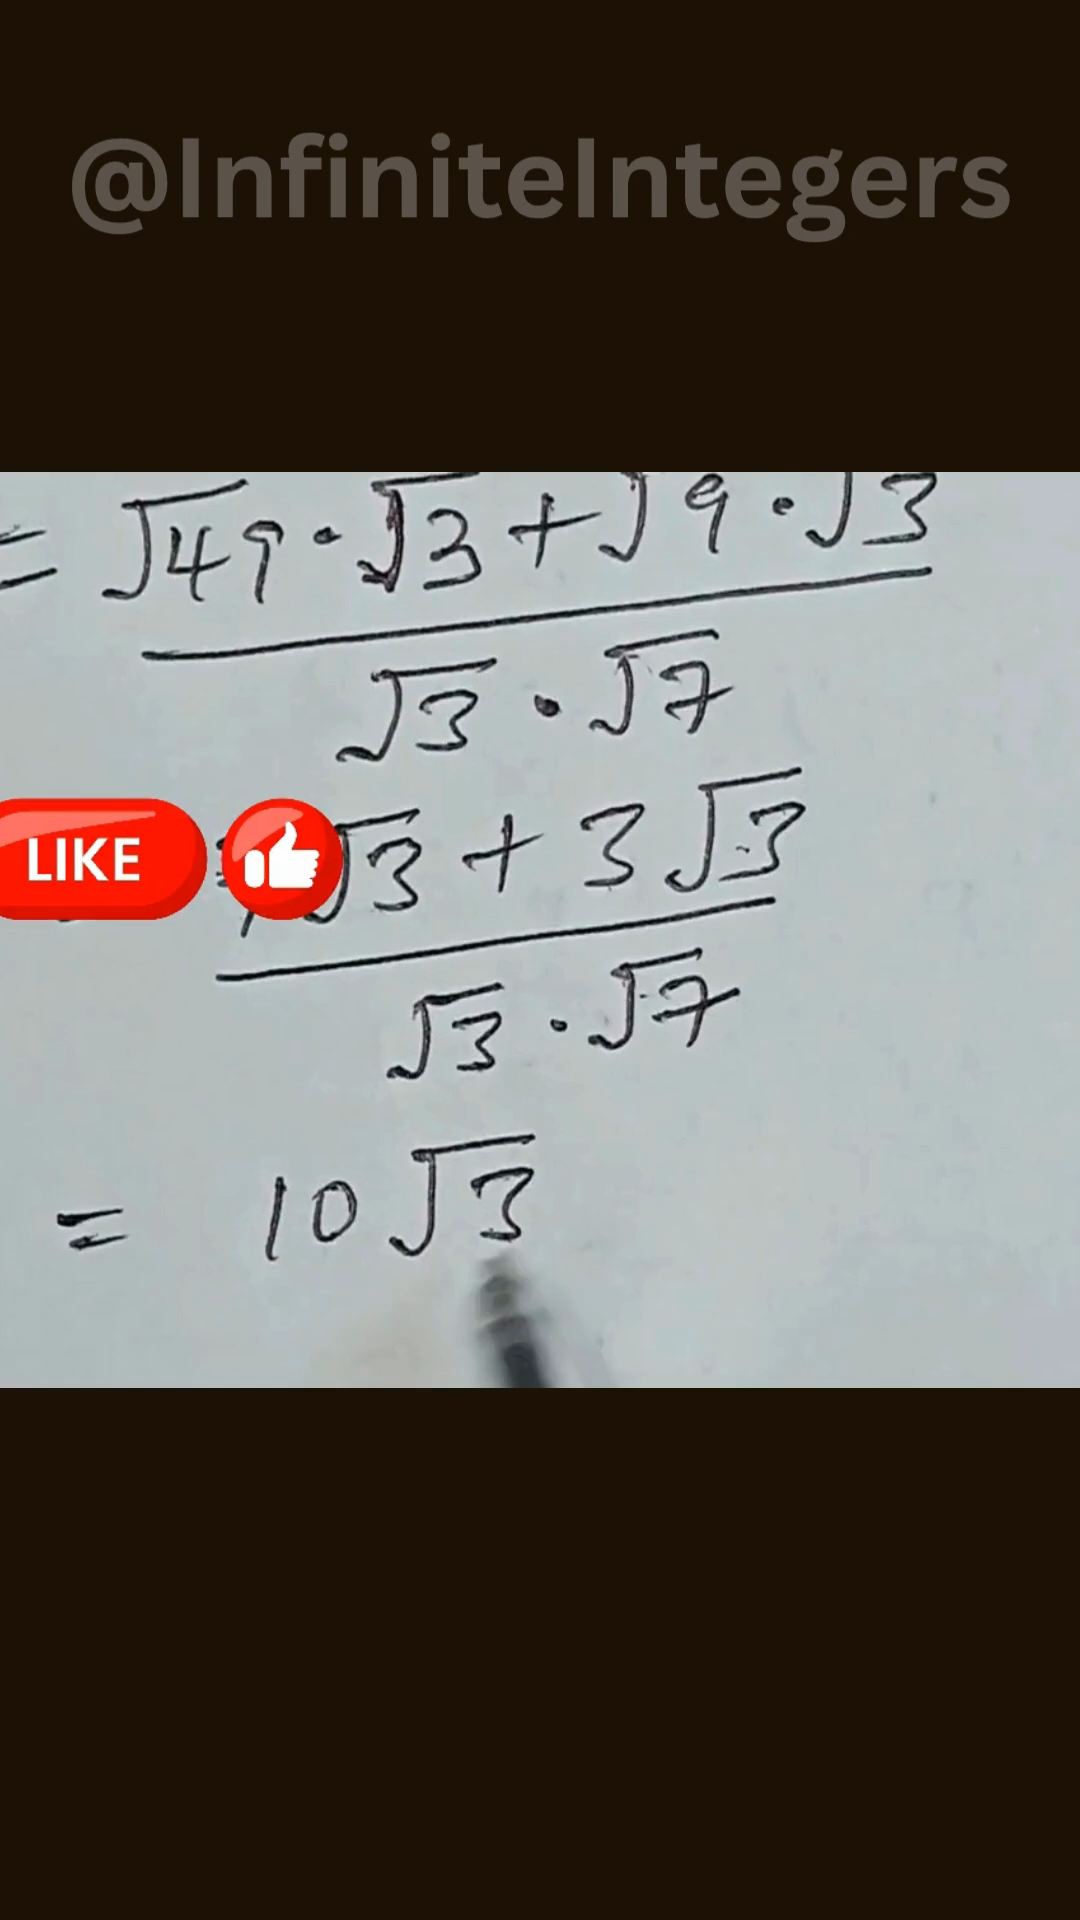 @InfiniteIntegers
= √49 · √3 + √9 · √3
√3 · √7
LIKE
√3 + 3√3
√3 · √7
= 10√3